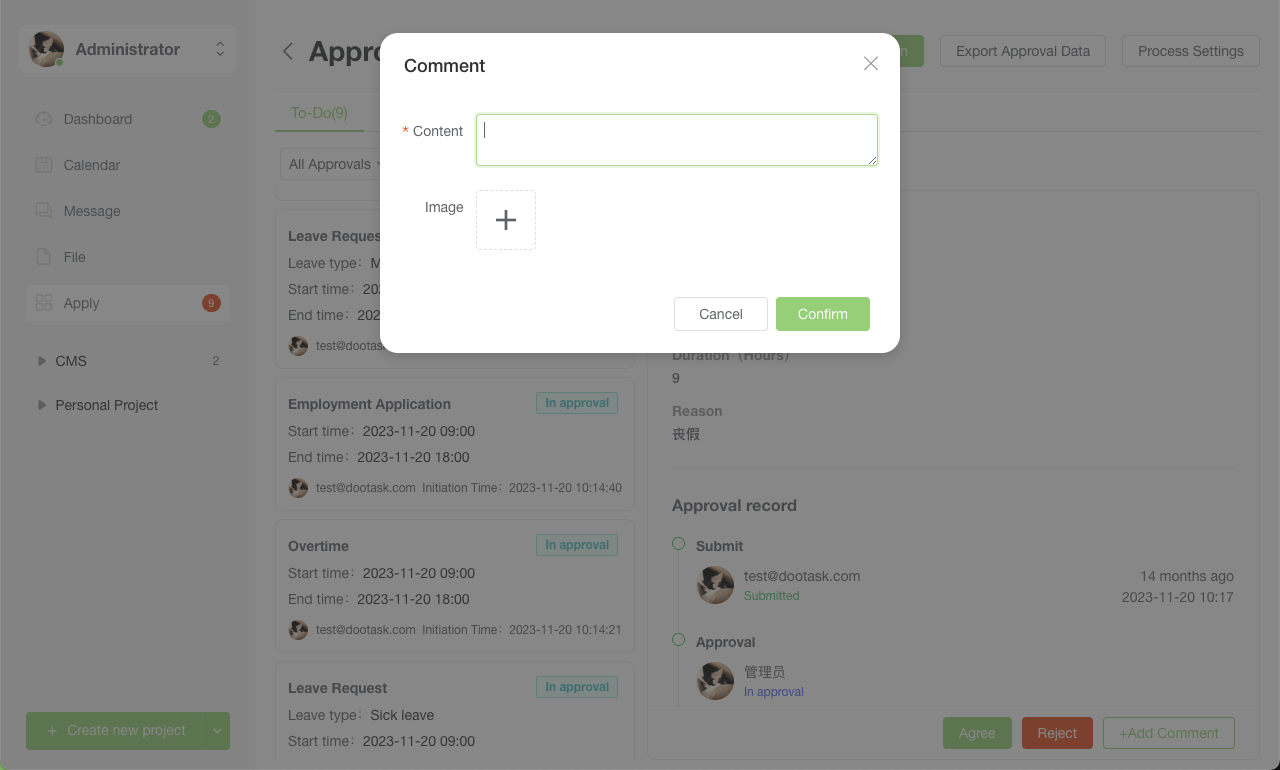 Administrator
Dashboard
2
Calendar
Message
File
Apply
9
CMS
2
Personal Project
+ Create new project
Export Approval Data
Process Settings
To-Do(9)
All Approvals
Leave type：
Start time：
End time：
Employment Application
In approval
Start time：2023-11-20 09:00
End time：2023-11-20 18:00
test@dootask.com Initiation Time：2023-11-20 10:14:40
Overtime
In approval
Start time：2023-11-20 09:00
End time：2023-11-20 18:00
test@dootask.com Initiation Time：2023-11-20 10:14:21
Leave Request
In approval
Leave type：Sick leave
Start time：2023-11-20 09:00
Comment
* Content
Image
Cancel
Confirm
Duration（Hours）
9
Reason
丧假
Approval record
Submit
test@dootask.com
14 months ago
Submitted
2023-11-20 10:17
Approval
管理员
In approval
Agree
Reject
+Add Comment